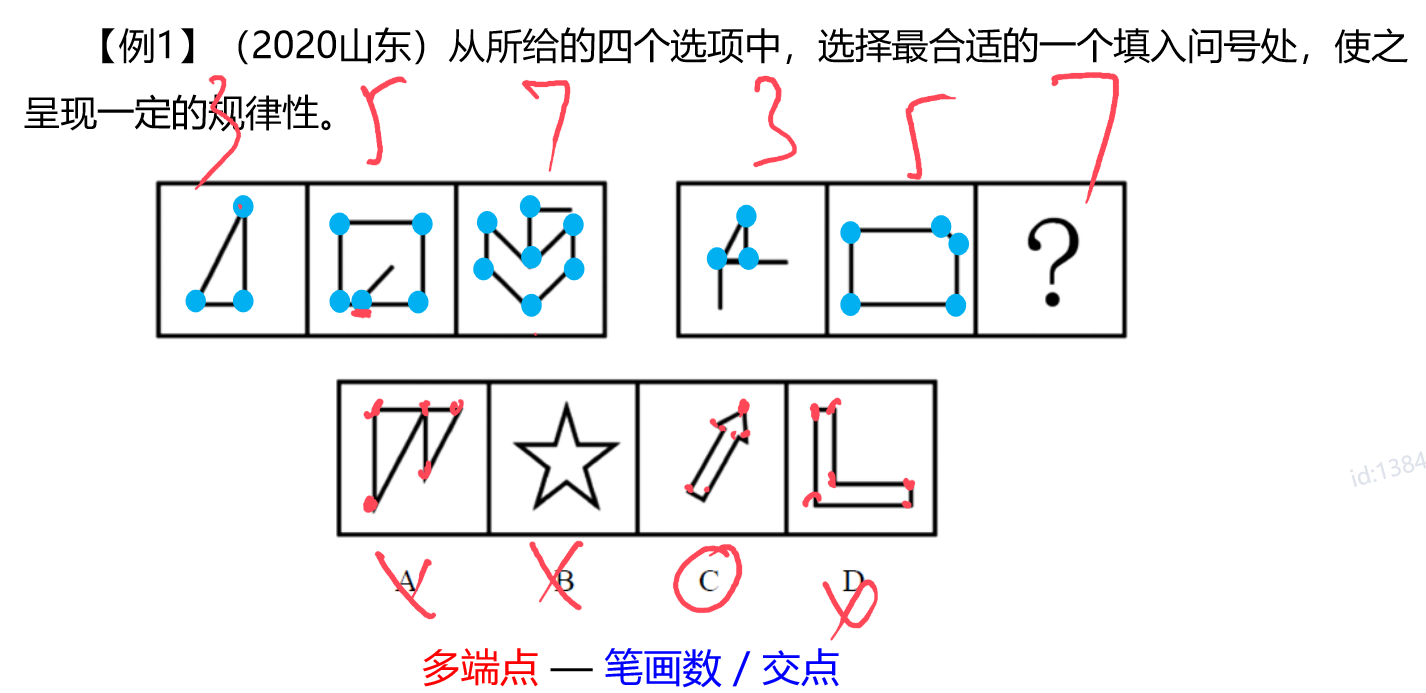 【例1】（2020山东）从所给的四个选项中，选择最合适的一个填入问号处，使之
呈现一定的规律性。
3 5 7 3 5 7
?
A B C D
多端点 — 笔画数 / 交点
id:1384